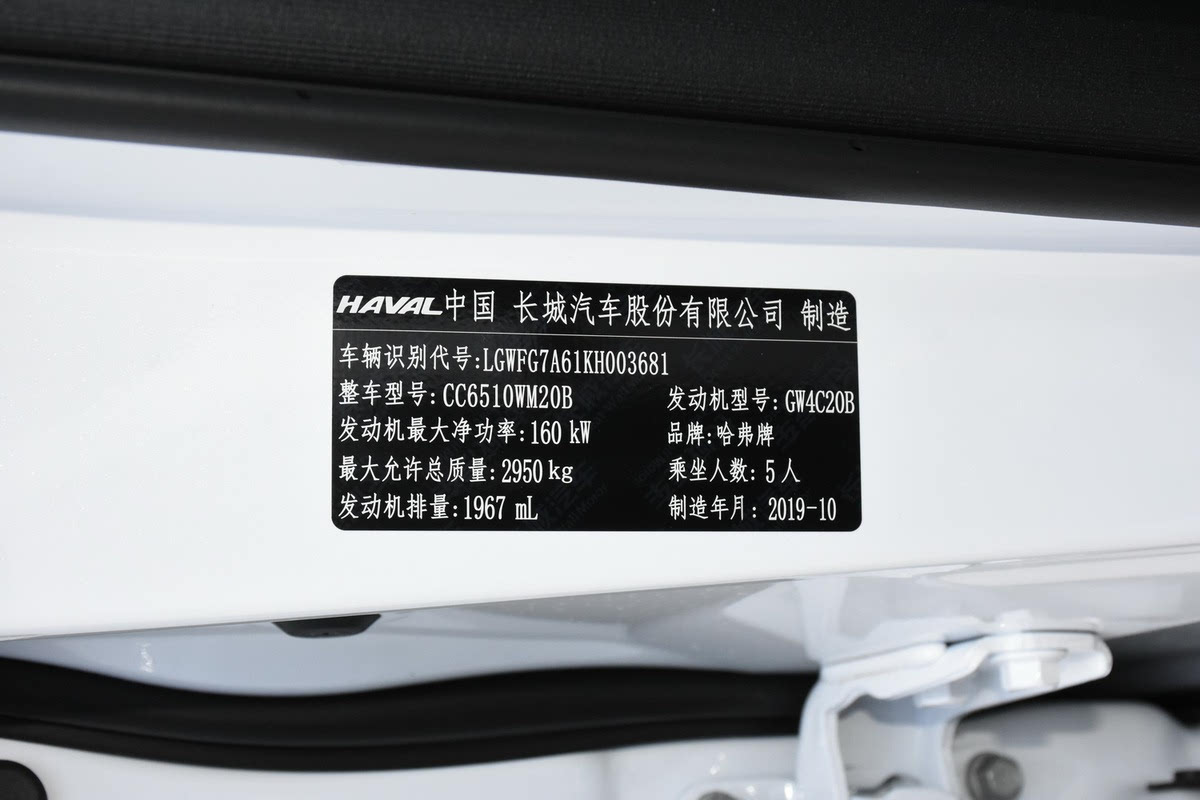 HAVAL中国 长城汽车股份有限公司 制造
车辆识别代号:LGWFG7A61KH003681
整车型号: CC6510WM20B 发动机型号: GW4C20B
发动机最大净功率: 160 kW 品牌:哈弗牌
最大允许总质量: 2950 kg 乘坐人数: 5 人
发动机排量: 1967 mL 制造年月: 2019-10